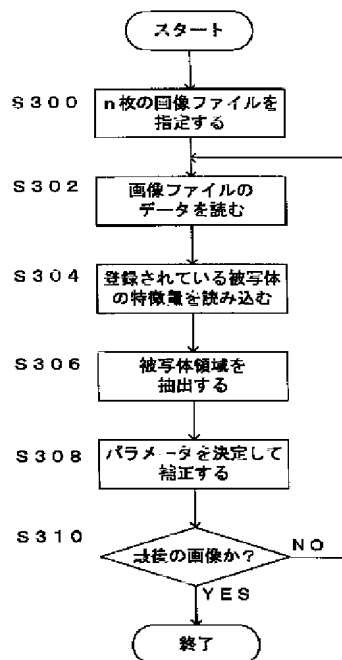 スタート
S300
n枚の画像ファイルを
指定する
S302
画像ファイルの
データを読む
S304
登録されている被写体
の特徴量を読み込む
S306
被写体領域を
抽出する
S308
パラメータを決定して
補正する
S310
最後の画像か?
NO
YES
終了